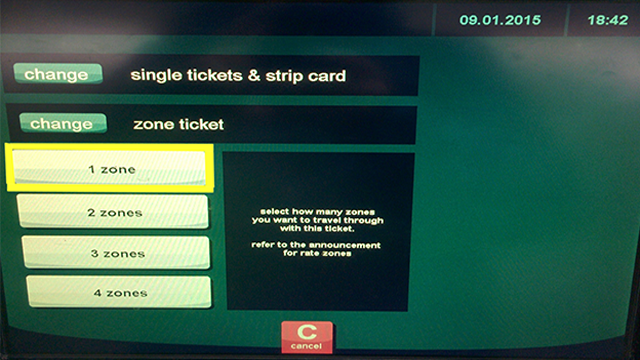 09.01.2015 18:42
change single tickets & strip card
change zone ticket
1 zone
2 zones
3 zones
4 zones
select how many zones
you want to travel through
with this ticket.
refer to the announcement
for rate zones
C
cancel